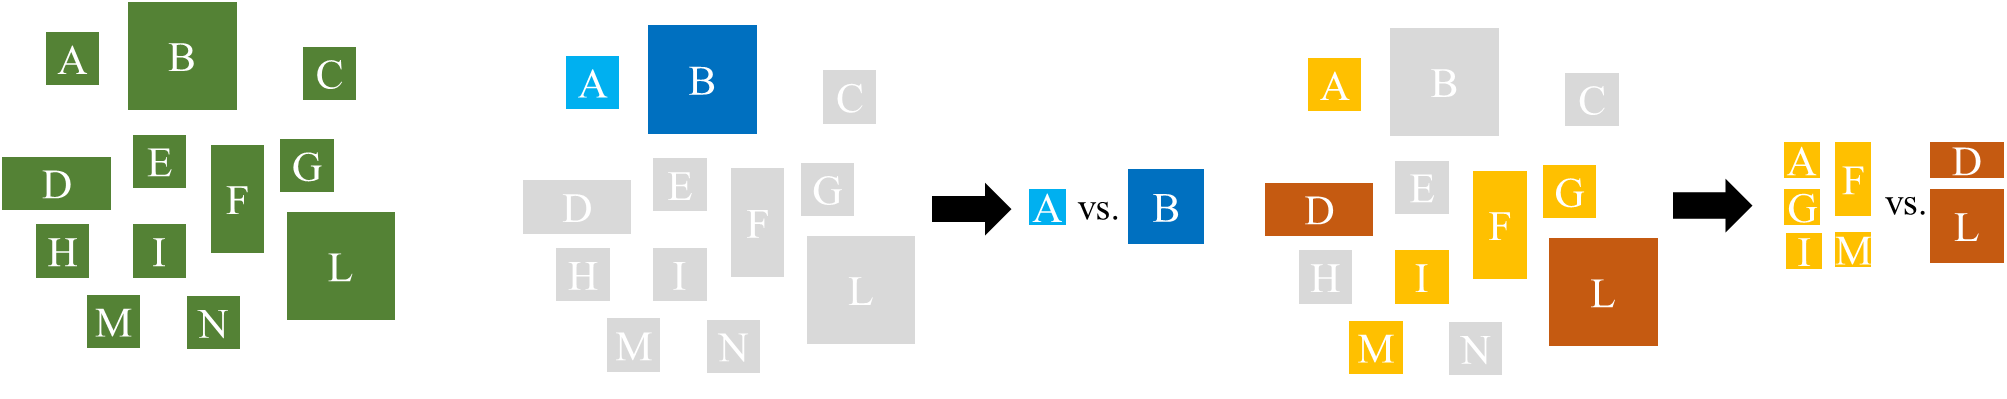 A B C
D E F G
H I L
M N
A B C
D E F G
H I L
M N
A vs. B
A B C
D E F G
H I L
M N
A F vs. D
G L
I M